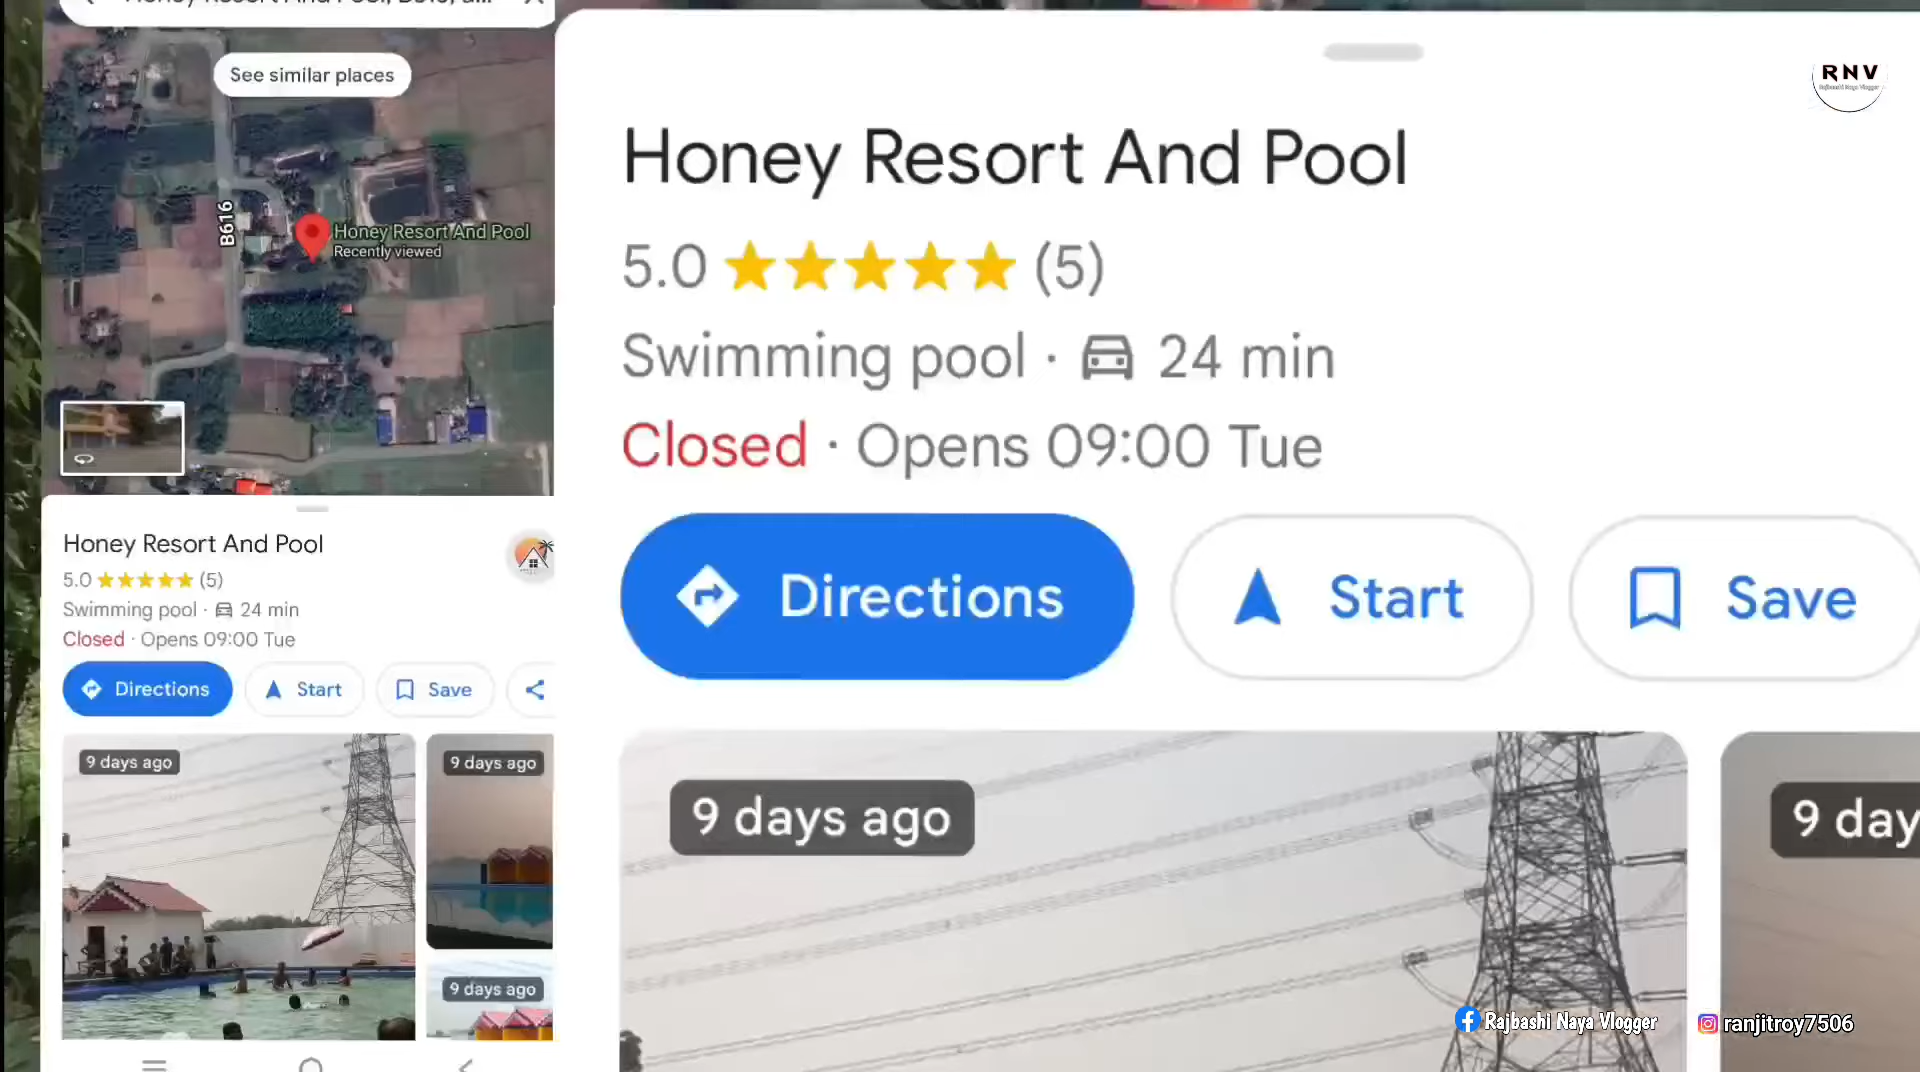 See similar places
B616
Honey Resort And Pool
Recently viewed
Honey Resort And Pool
5.0 (5)
Swimming pool · 24 min
Closed · Opens 09:00 Tue
Directions
Start
Save
9 days ago
9 days ago
9 days ago
RNV
Rajbashi Naya Vlogger
Honey Resort And Pool
5.0 (5)
Swimming pool · 24 min
Closed · Opens 09:00 Tue
Directions
Start
Save
9 days ago
9 day
Rajbashi Naya Vlogger
ranjitroy7506